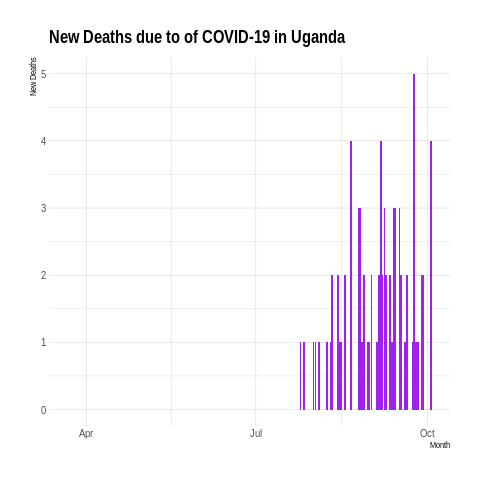 New Deaths due to of COVID-19 in Uganda
New Deaths
5
4
3
2
1
0
Apr
Jul
Oct
Month